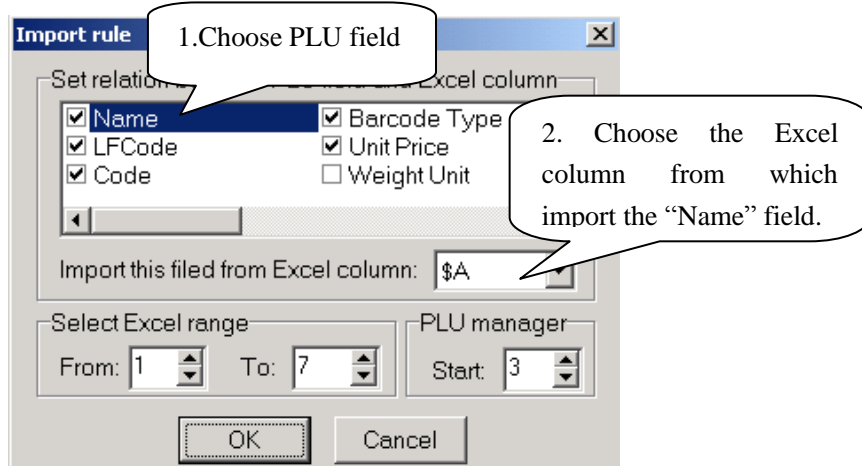 Import rule
1.Choose PLU field
Set relation b
field and Excel column
Name
Barcode Type
LFCode
Unit Price
Code
Weight Unit
2. Choose the Excel
column from which
import the “Name” field.
Import this filed from Excel column: $A
Select Excel range
PLU manager
From: 1 To: 7
Start: 3
OK
Cancel